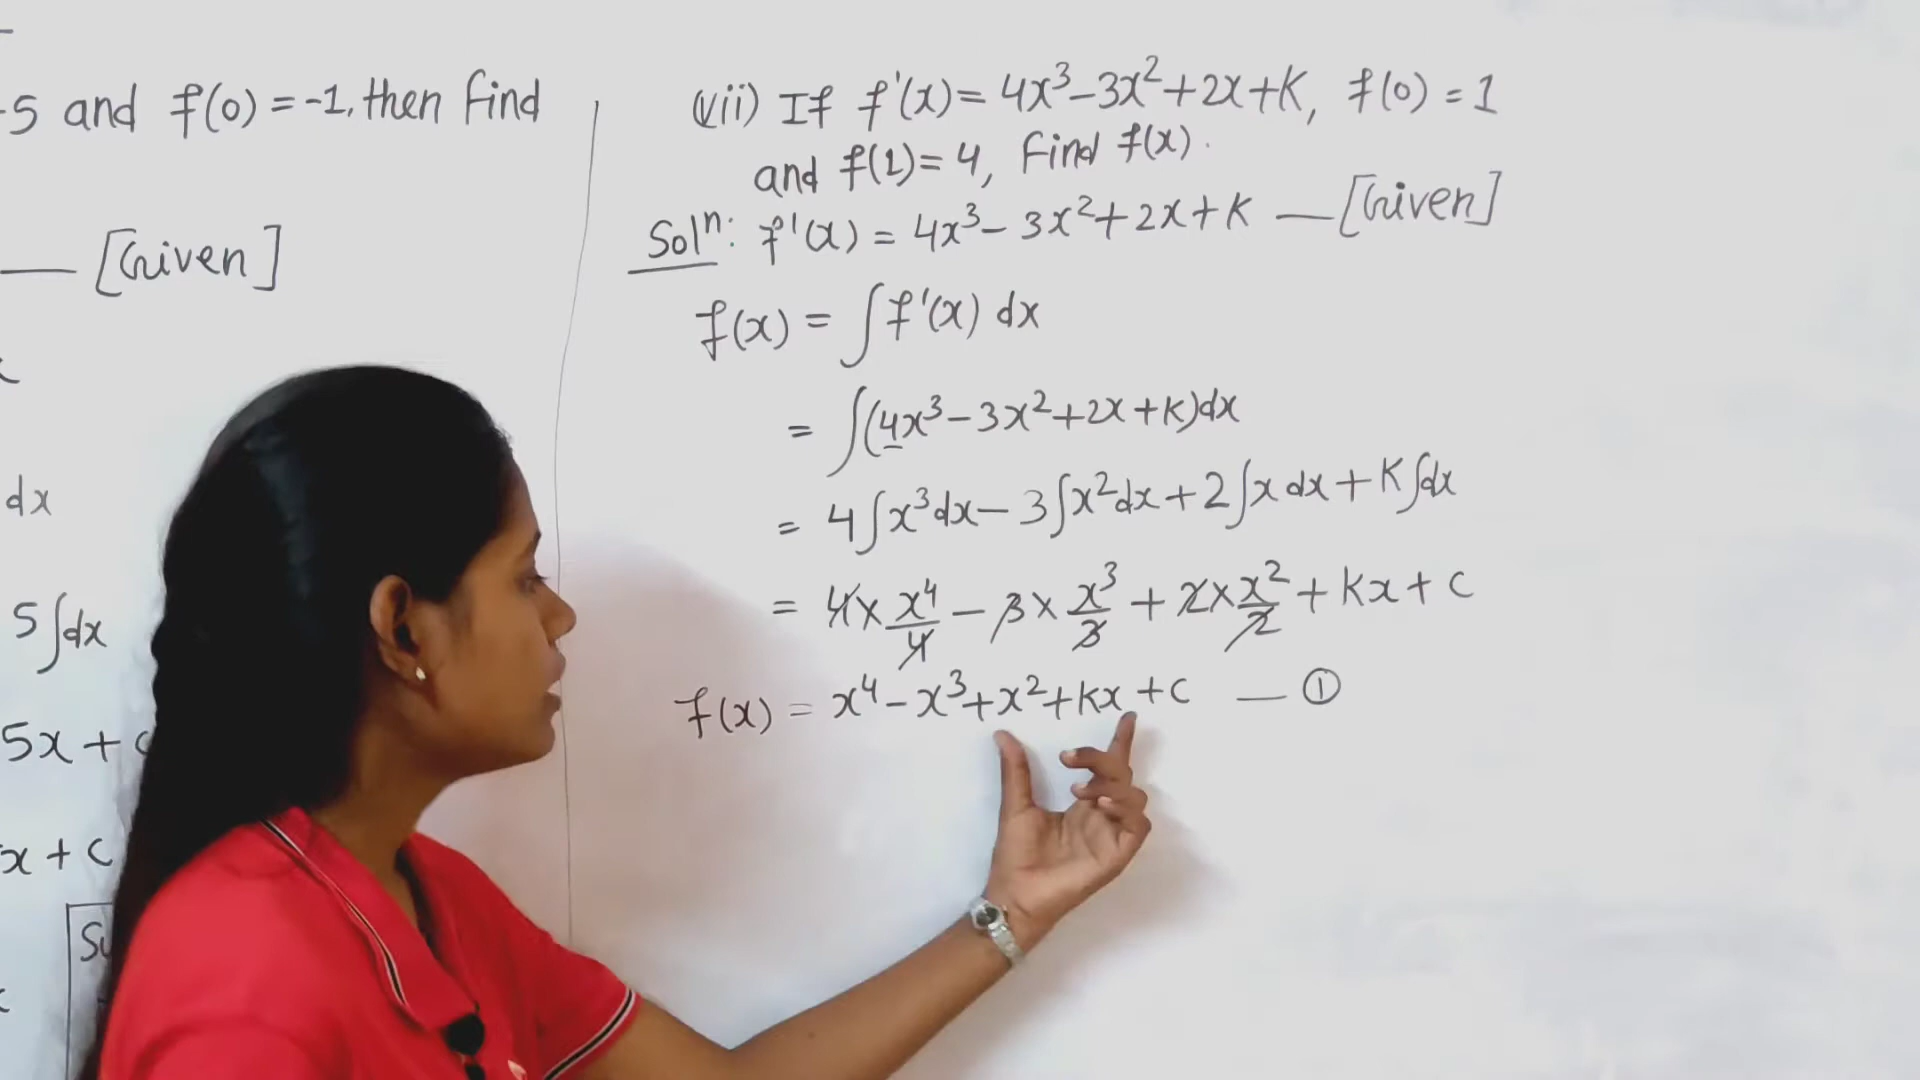 -5 and f(0)=-1, then find
[Given]
dx
5∫dx
5x + c
x + c
(vii) If f'(x)= 4x³-3x²+2x+K, f(0) = 1
and f(1)= 4, Find f(x).
Solⁿ: f'(x) = 4x³- 3x²+2x+K — [Given]
f(x) = ∫f'(x) dx
= ∫(4x³-3x²+2x+K)dx
= 4∫x³dx- 3∫x²dx+2∫x dx+K∫dx
= 4× x⁴/4 - 3× x³/3 + 2× x²/2 + Kx + c
f(x) = x⁴-x³+x²+Kx+c — ①